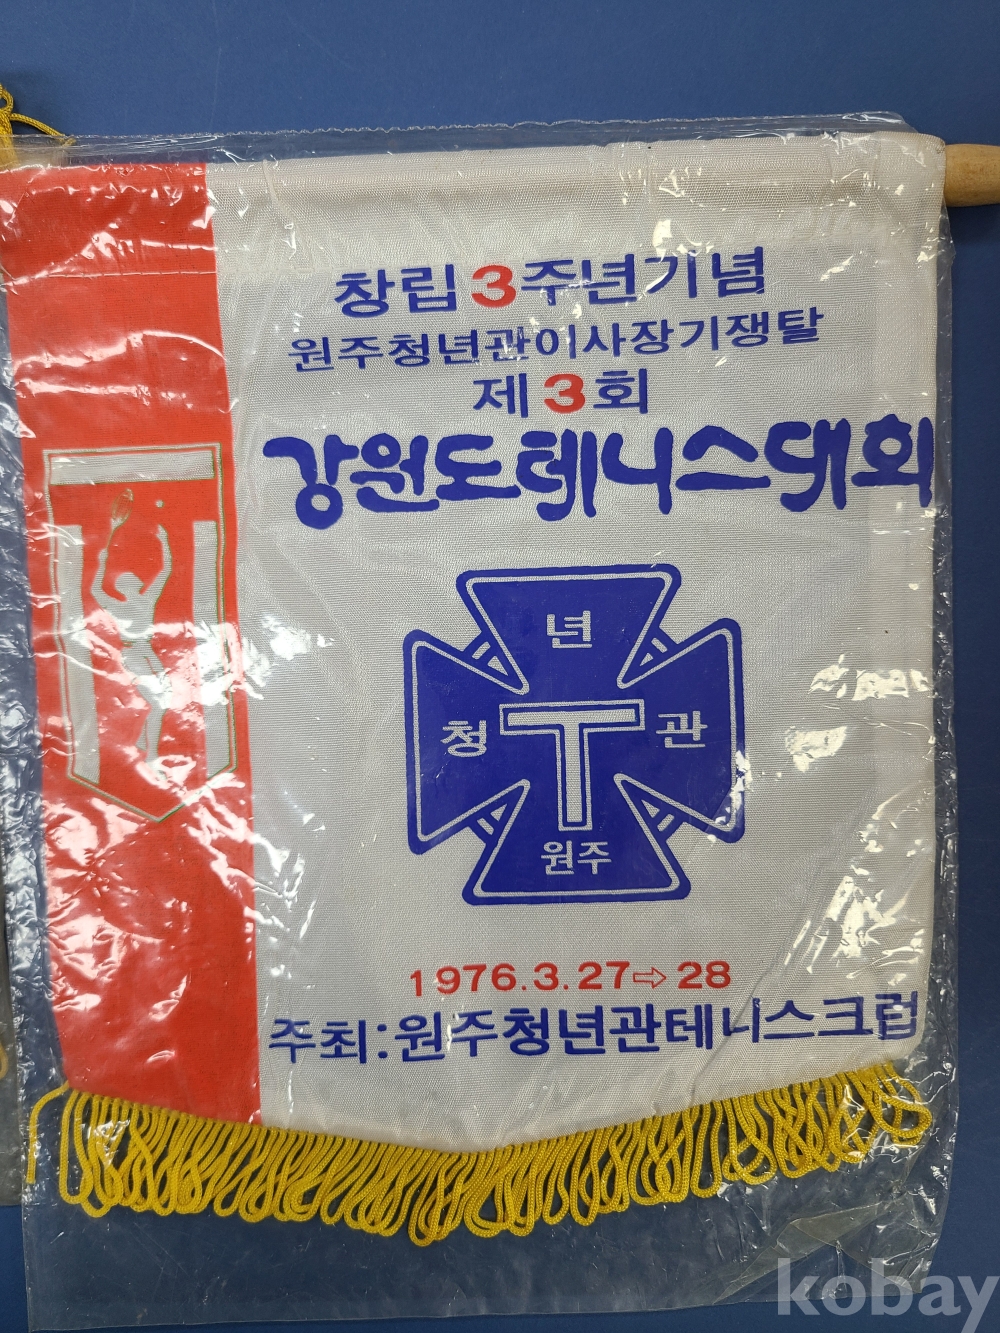 창립 3주년기념
원주청년관이사장기쟁탈
제3회
강원도테니스대회
년
청 T 관
원주
1976.3.27⇨28
주최:원주청년관테니스크럽
kobay